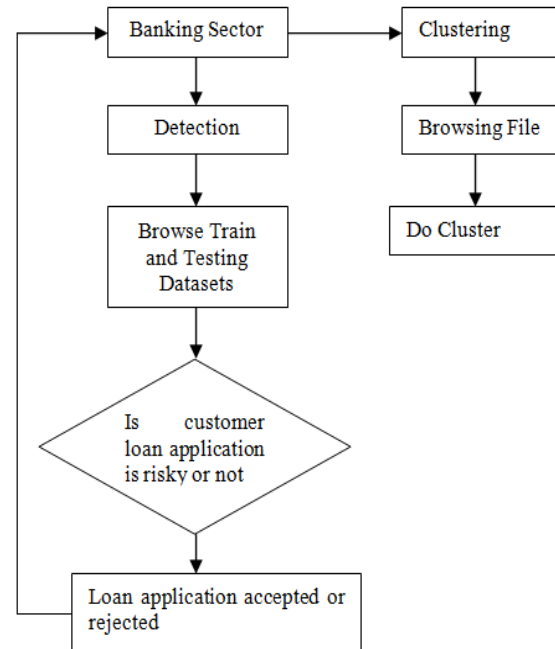 Banking Sector
Clustering
Detection
Browsing File
Browse Train
and Testing
Datasets
Do Cluster
Is customer
loan application
is risky or not
Loan application accepted or
rejected